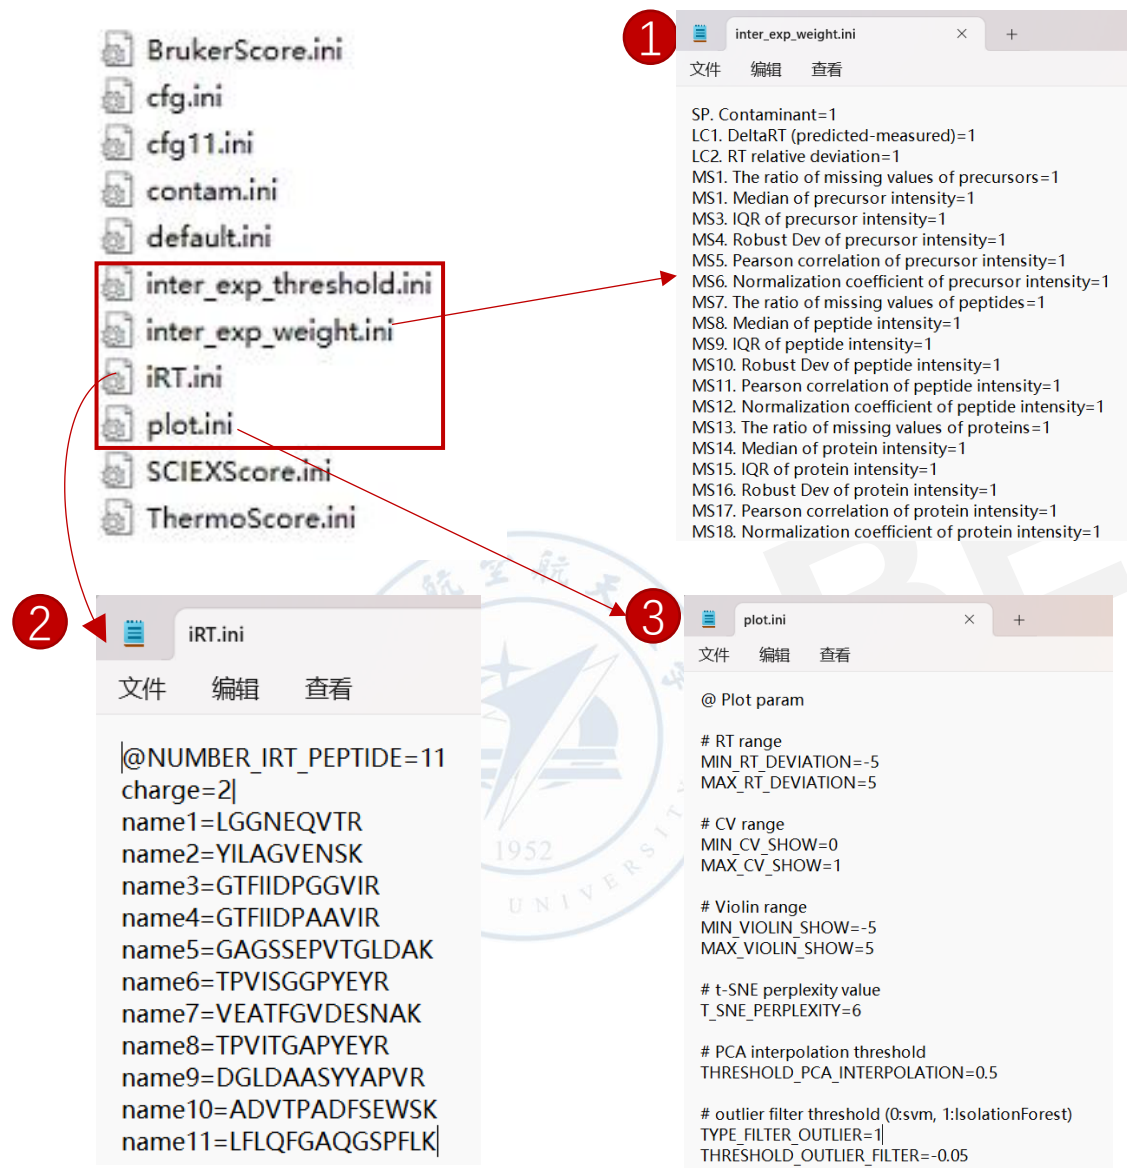 BrukerScore.ini
cfg.ini
cfg11.ini
contam.ini
default.ini
inter_exp_threshold.ini
inter_exp_weight.ini
iRT.ini
plot.ini
SCIEXScore.ini
ThermoScore.ini
1
inter_exp_weight.ini × +
文件 编辑 查看
SP. Contaminant=1
LC1. DeltaRT (predicted-measured)=1
LC2. RT relative deviation=1
MS1. The ratio of missing values of precursors=1
MS1. Median of precursor intensity=1
MS3. IQR of precursor intensity=1
MS4. Robust Dev of precursor intensity=1
MS5. Pearson correlation of precursor intensity=1
MS6. Normalization coefficient of precursor intensity=1
MS7. The ratio of missing values of peptides=1
MS8. Median of peptide intensity=1
MS9. IQR of peptide intensity=1
MS10. Robust Dev of peptide intensity=1
MS11. Pearson correlation of peptide intensity=1
MS12. Normalization coefficient of peptide intensity=1
MS13. The ratio of missing values of proteins=1
MS14. Median of protein intensity=1
MS15. IQR of protein intensity=1
MS16. Robust Dev of protein intensity=1
MS17. Pearson correlation of protein intensity=1
MS18. Normalization coefficient of protein intensity=1
2
iRT.ini
文件 编辑 查看
@NUMBER_IRT_PEPTIDE=11
charge=2
name1=LGGNEQVTR
name2=YILAGVENSK
name3=GTFIIDPGGVIR
name4=GTFIIDPAAVIR
name5=GAGSSEPVTGLDAK
name6=TPVISGGPYEYR
name7=VEATFGVDESNAK
name8=TPVITGAPYEYR
name9=DGLDAASYYAPVR
name10=ADVTPADFSEWSK
name11=LFLQFGAQGSPFLK
3
plot.ini × +
文件 编辑 查看
@ Plot param
# RT range
MIN_RT_DEVIATION=-5
MAX_RT_DEVIATION=5
# CV range
MIN_CV_SHOW=0
MAX_CV_SHOW=1
# Violin range
MIN_VIOLIN_SHOW=-5
MAX_VIOLIN_SHOW=5
# t-SNE perplexity value
T_SNE_PERPLEXITY=6
# PCA interpolation threshold
THRESHOLD_PCA_INTERPOLATION=0.5
# outlier filter threshold (0:svm, 1:IsolationForest)
TYPE_FILTER_OUTLIER=1
THRESHOLD_OUTLIER_FILTER=-0.05
航空航天
1952